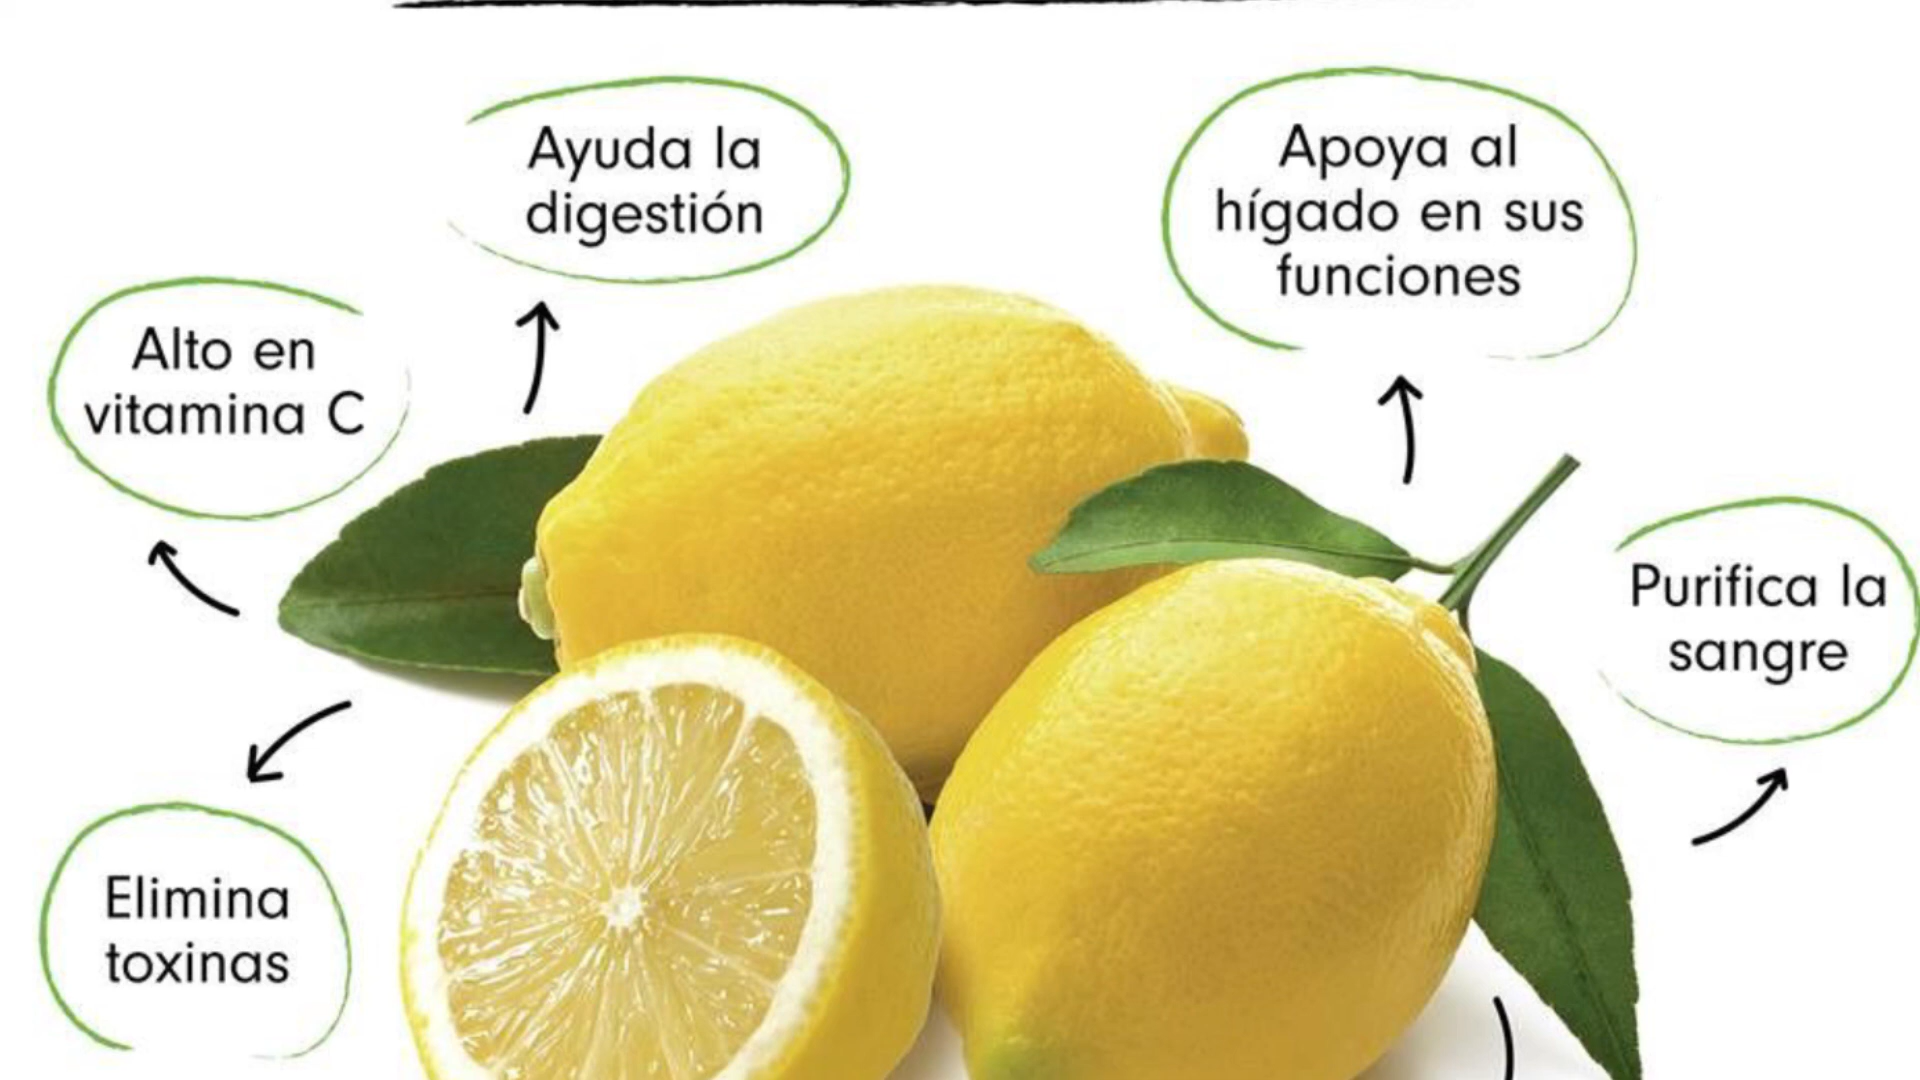 Ayuda la
digestión
Apoya al
hígado en sus
funciones
Alto en
vitamina C
Purifica la
sangre
Elimina
toxinas